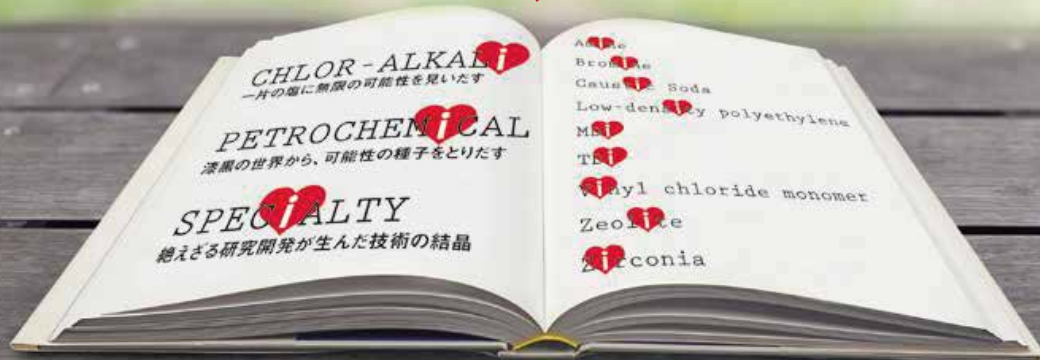 CHLOR-ALKALi
一片の塩に無限の可能性を見いたす
PETROCHEMiCAL
漆黒の世界から、可能性の種子をとりだす
SPECiALTY
絶えざる研究開発が生んだ技術の結晶
Amine
Bromine
Caustic Soda
Low-density polyethylene
MDi
TDi
Vinyl chloride monomer
Zeolite
Zirconia